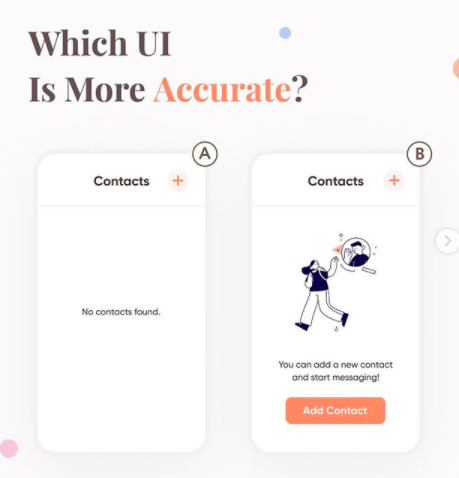 Which UI
Is More Accurate?
A
Contacts +
No contacts found.
B
Contacts +
You can add a new contact
and start messaging!
Add Contact